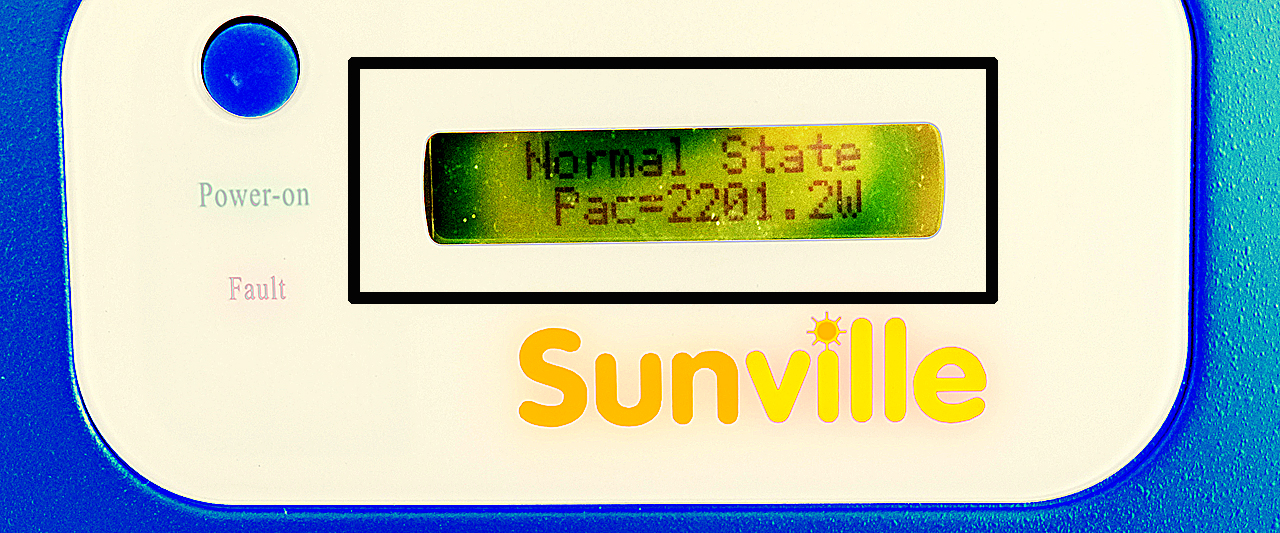 Normal State
Pac=2201.2W
Power-on
Fault
Sunville